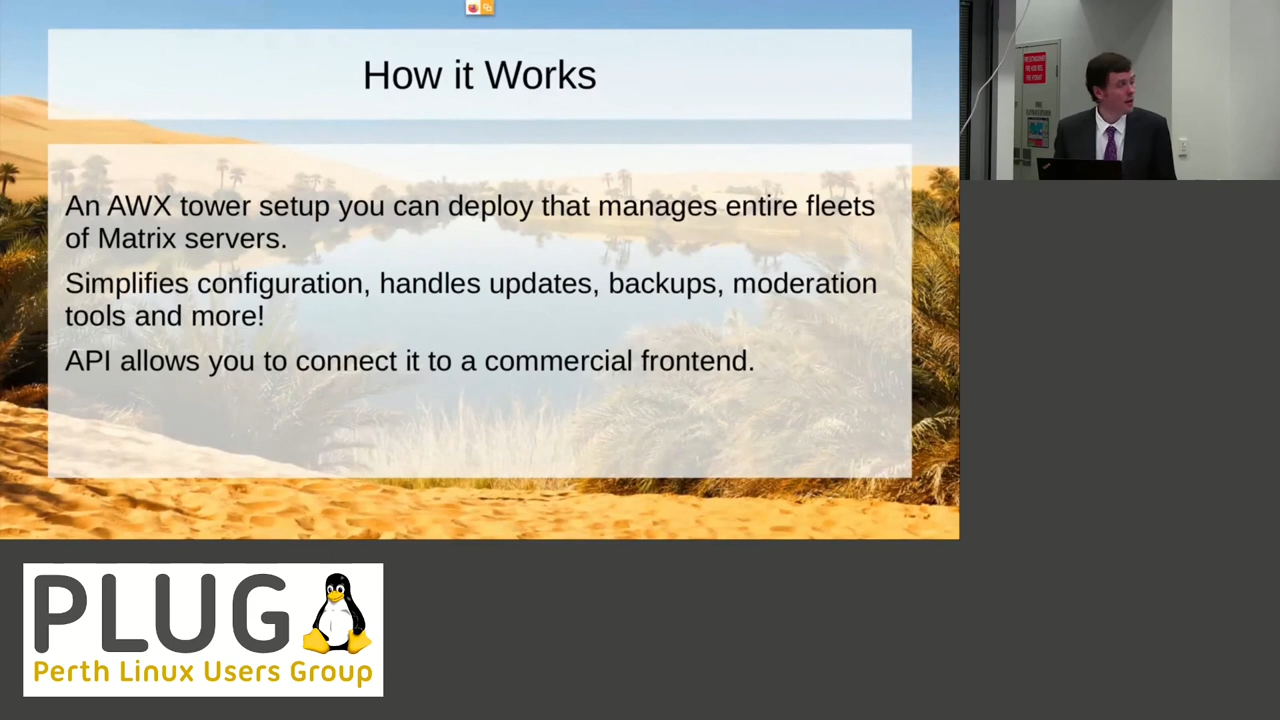 How it Works
An AWX tower setup you can deploy that manages entire fleets
of Matrix servers.
Simplifies configuration, handles updates, backups, moderation
tools and more!
API allows you to connect it to a commercial frontend.
PLUG
Perth Linux Users Group